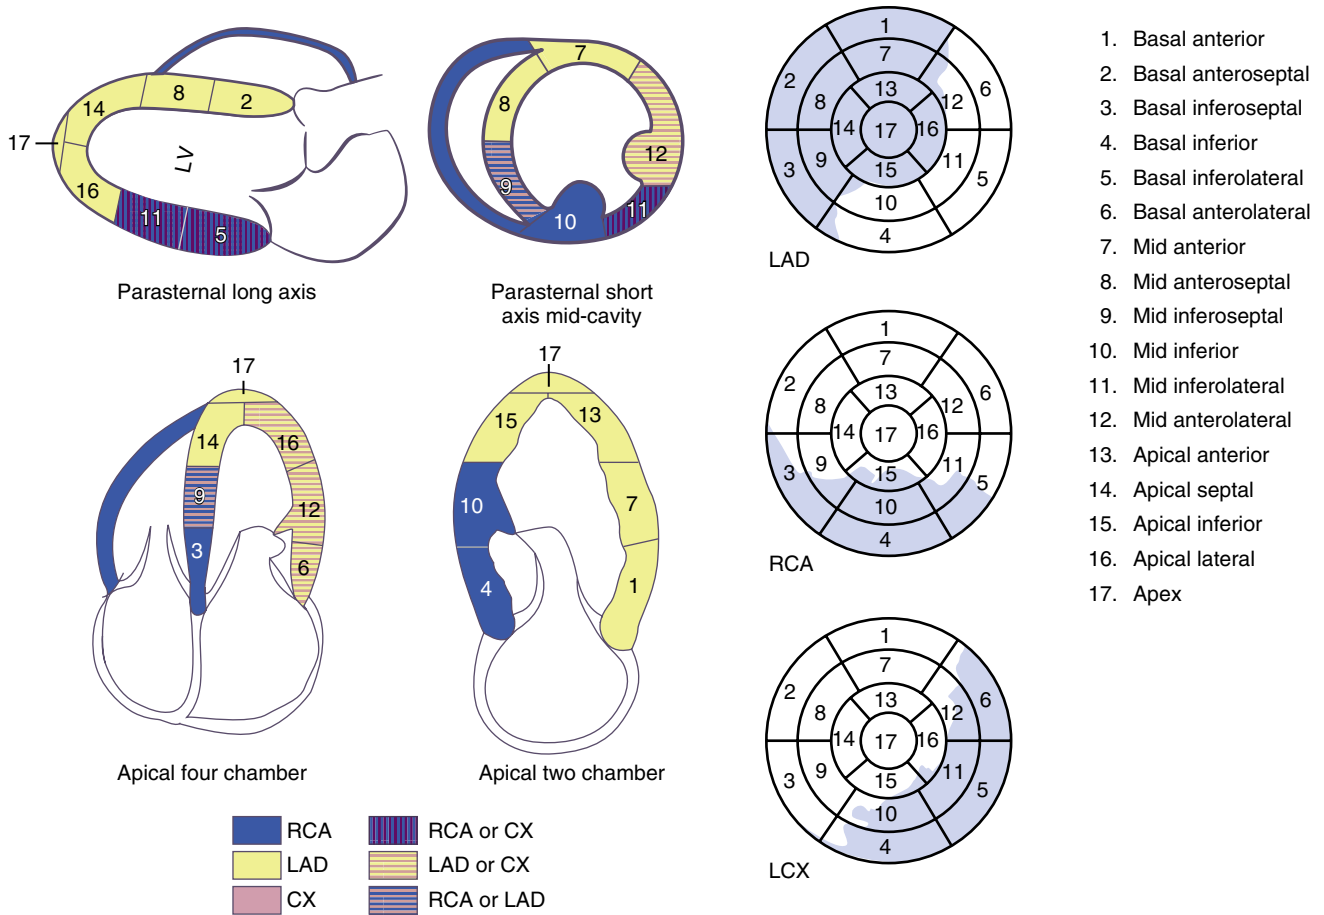 14
8
2
17
LV
16
11
5
Parasternal long axis
7
8
12
9
11
10
Parasternal short
axis mid-cavity
17
14
16
9
12
3
6
Apical four chamber
17
15
13
10
7
4
1
Apical two chamber
RCA
LAD
CX
RCA or CX
LAD or CX
RCA or LAD
1
7
2
6
13
8
12
14
17
16
9
11
3
15
5
10
4
LAD
1
7
2
6
13
8
12
14
17
16
9
11
3
15
5
10
4
RCA
1
7
2
6
13
8
12
14
17
16
9
11
3
15
5
10
4
LCX
1. Basal anterior
2. Basal anteroseptal
3. Basal inferoseptal
4. Basal inferior
5. Basal inferolateral
6. Basal anterolateral
7. Mid anterior
8. Mid anteroseptal
9. Mid inferoseptal
10. Mid inferior
11. Mid inferolateral
12. Mid anterolateral
13. Apical anterior
14. Apical septal
15. Apical inferior
16. Apical lateral
17. Apex